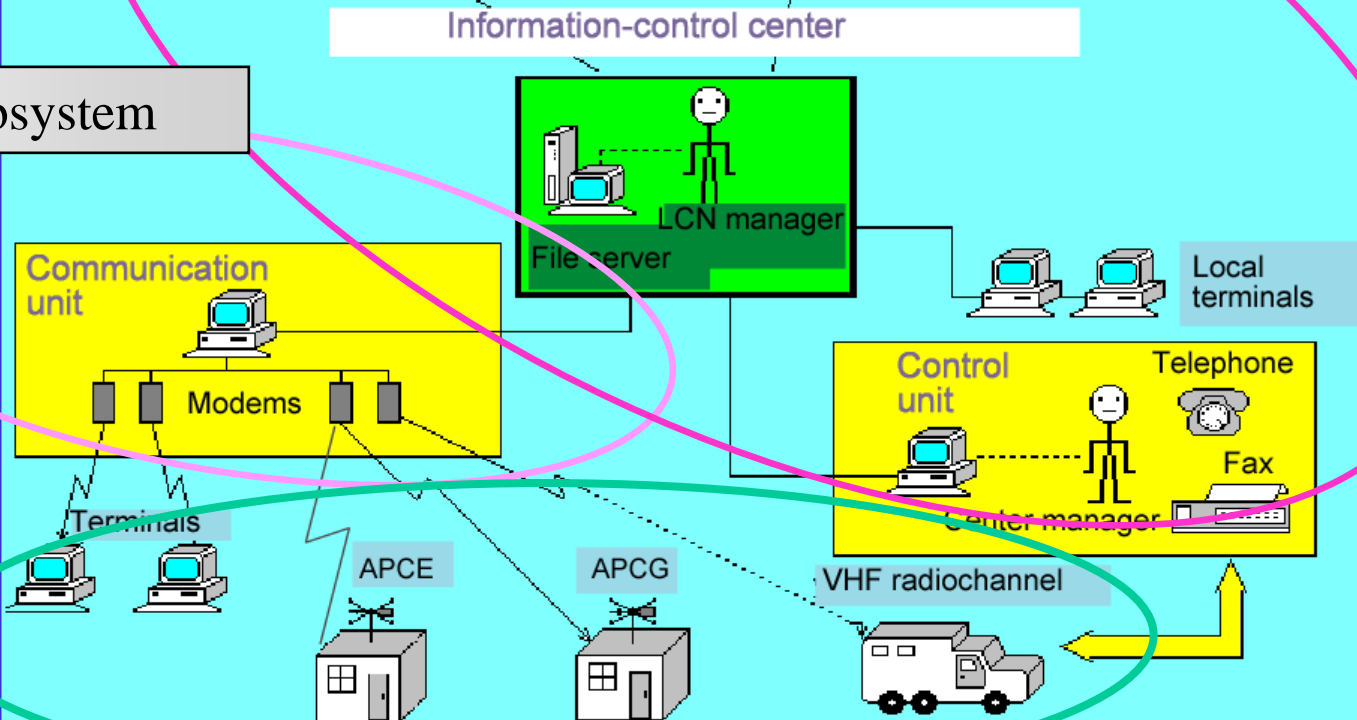 Information-control center
LCN manager
File server
Communication
unit
Modems
Local
terminals
Control
unit
Telephone
Fax
Center manager
Terminals
APCE
APCG
VHF radiochannel